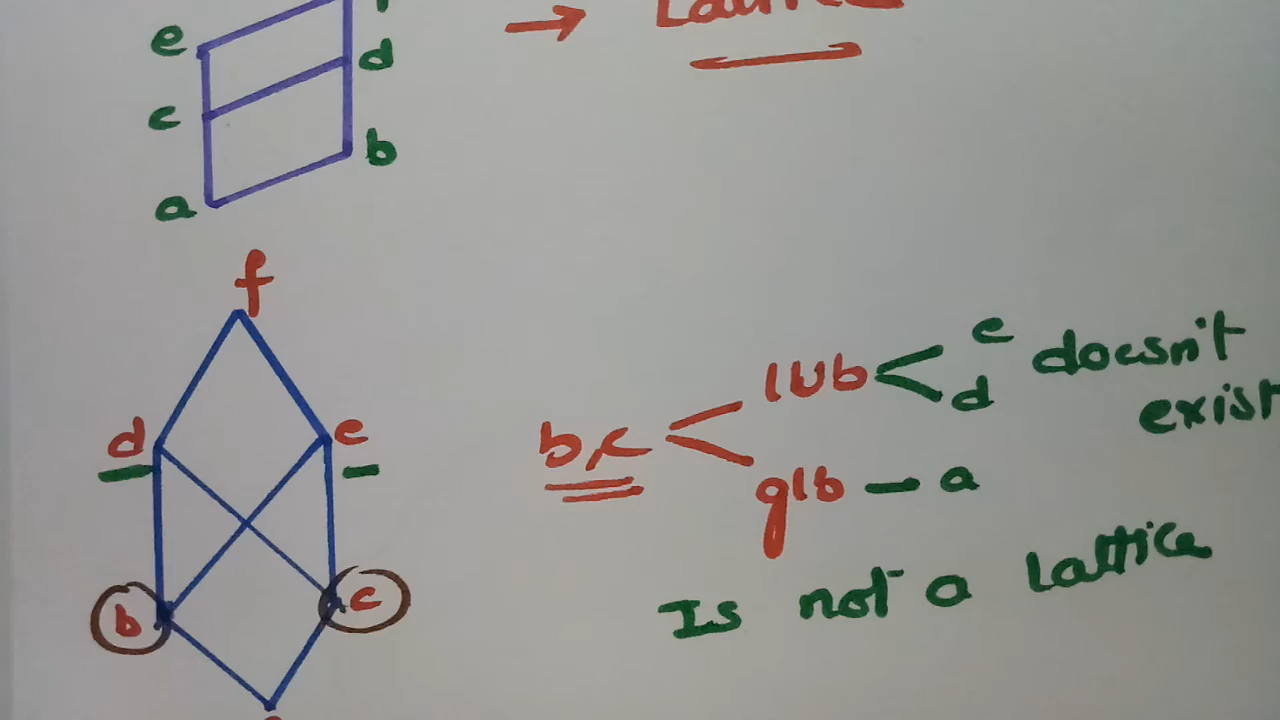 e
d
c
b
a
f
d e
b c
b,c
lub e
d
doesn't
exist
glb - a
Is not a lattice